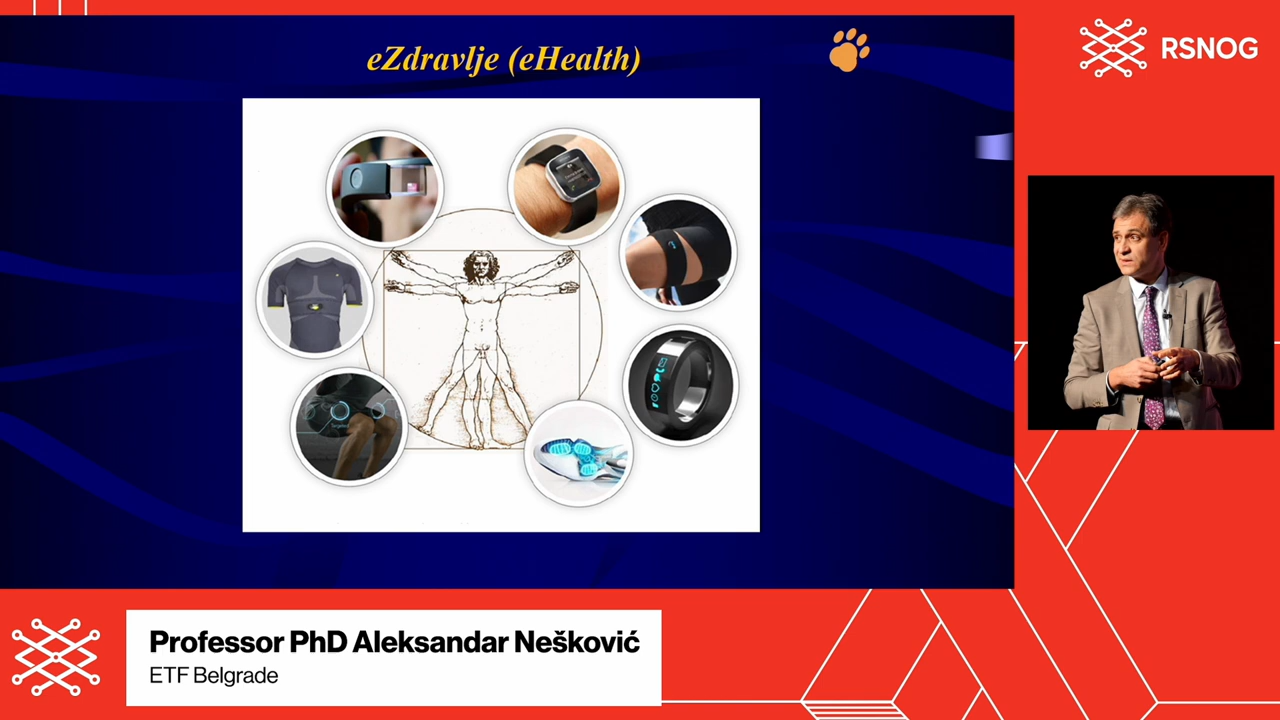 eZdravlje (eHealth)
RSNOG
Professor PhD Aleksandar Nešković
ETF Belgrade